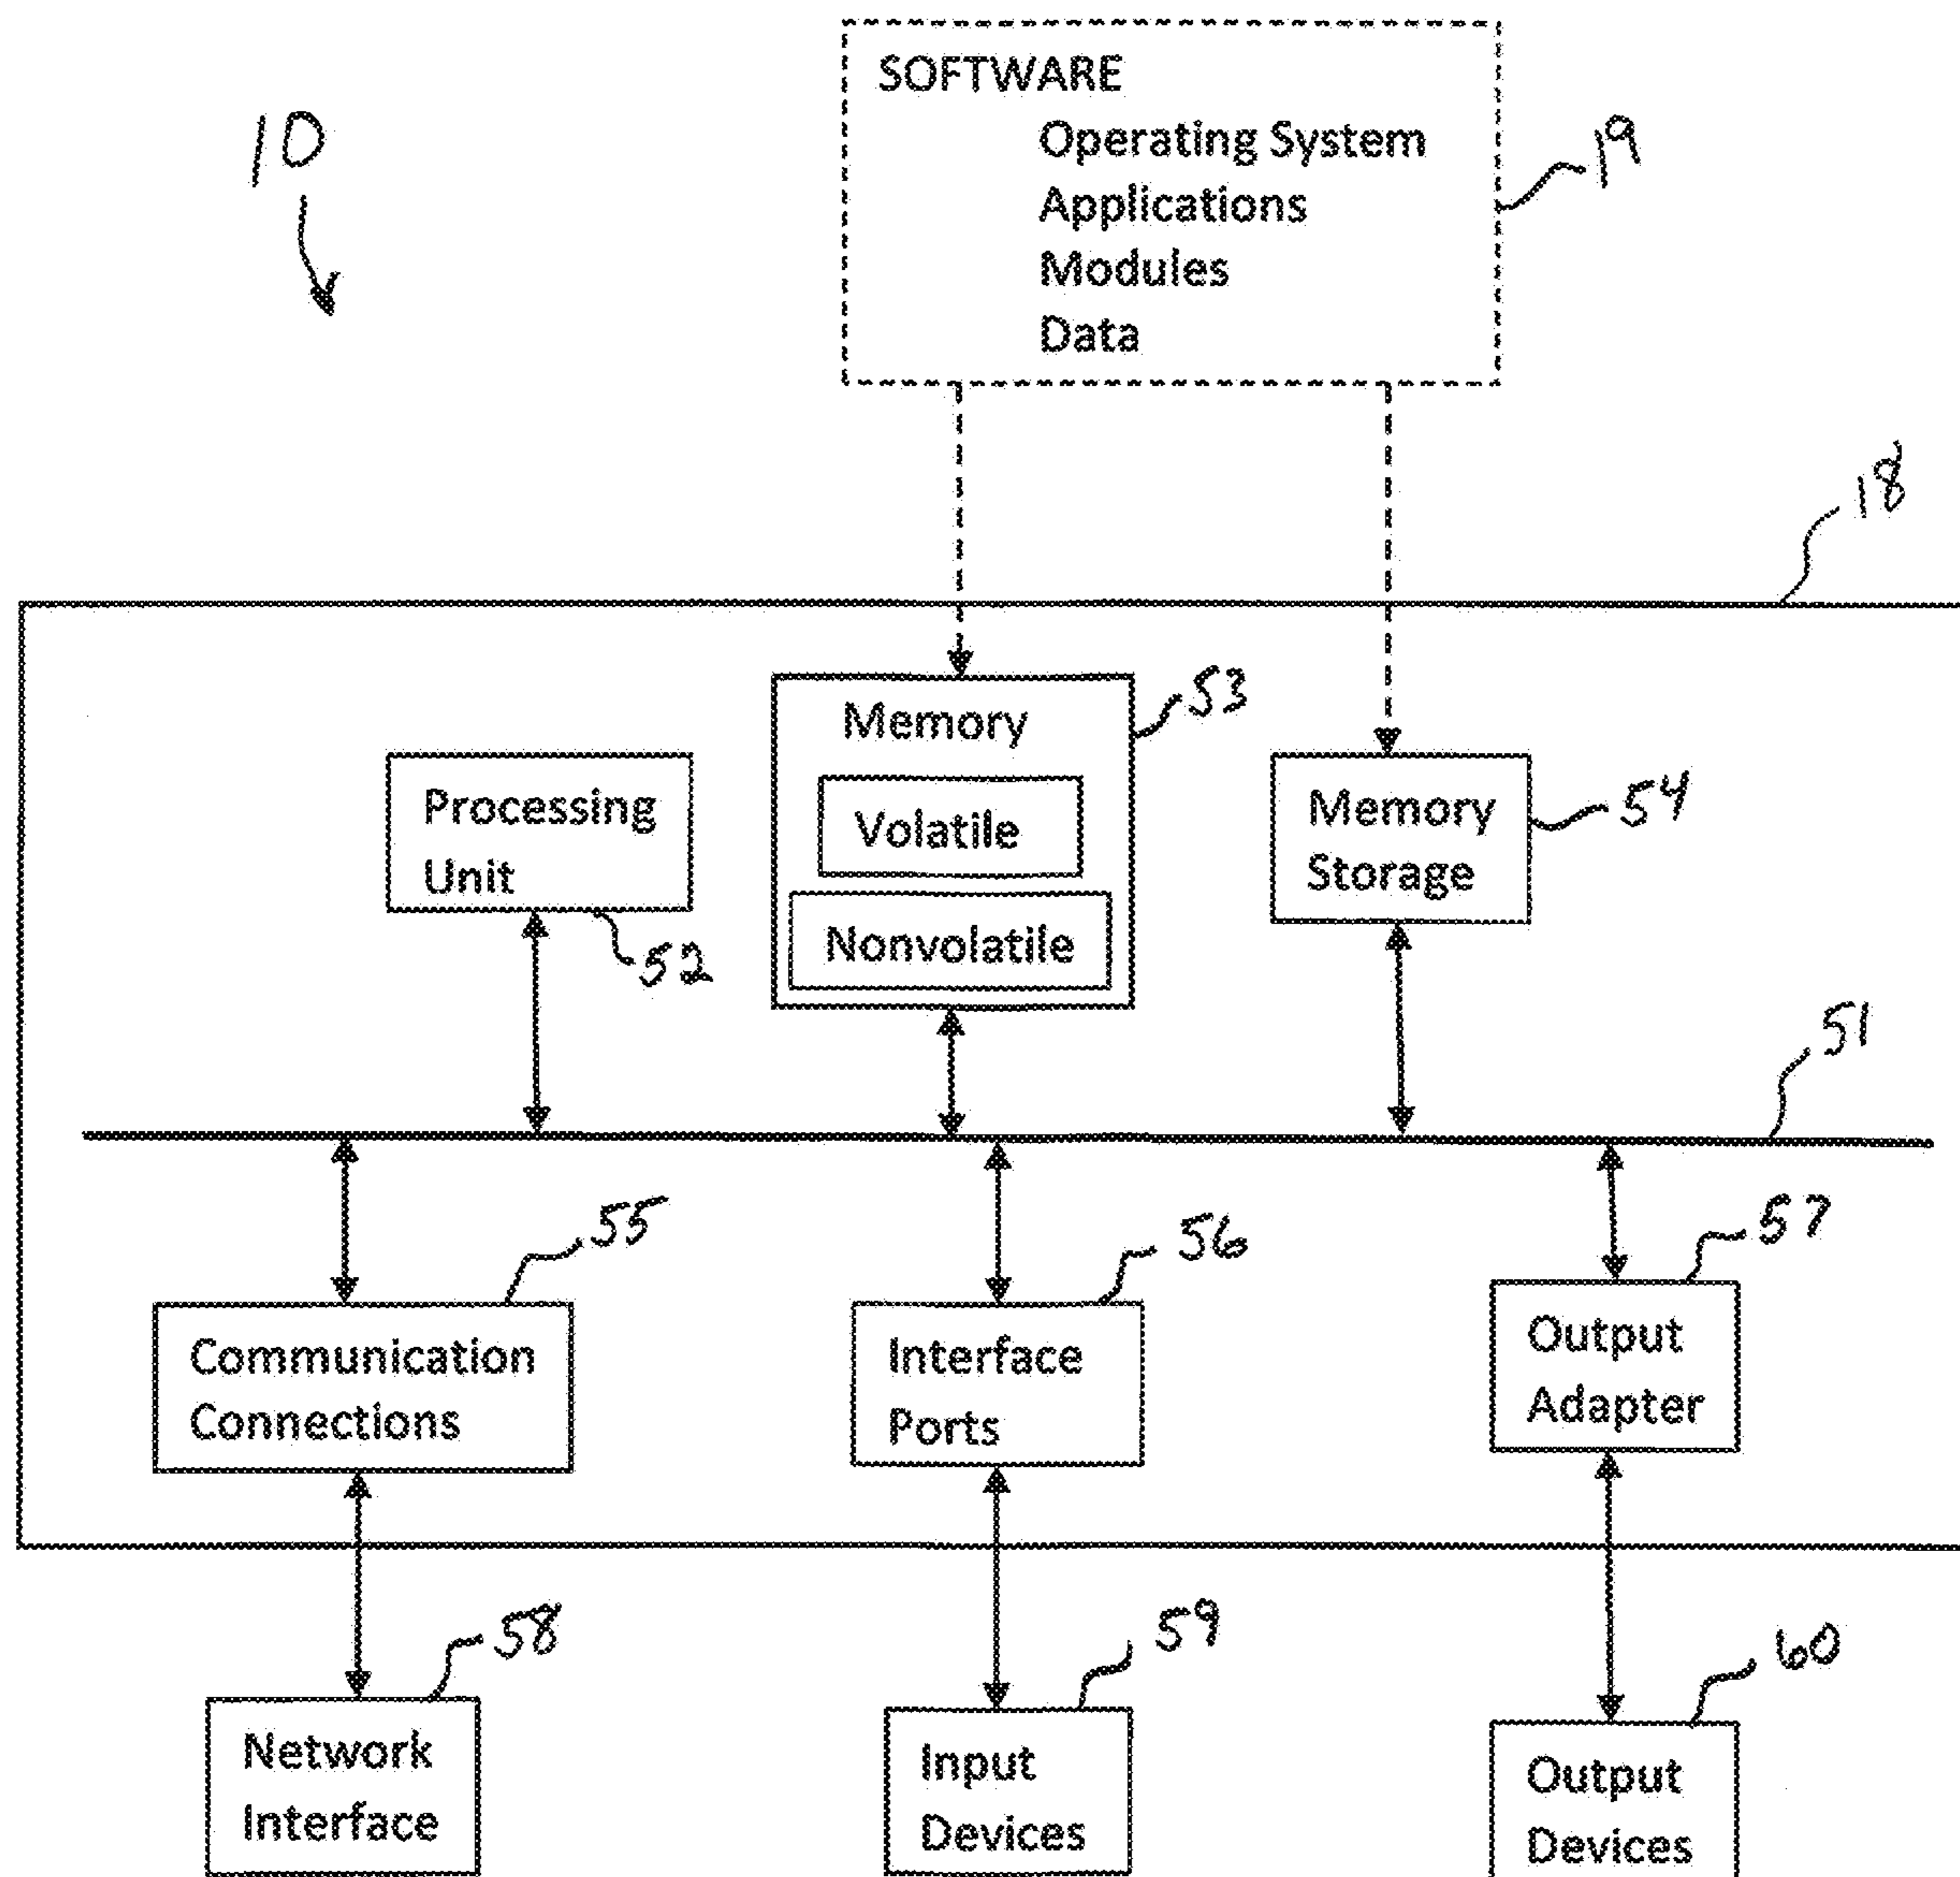 SOFTWARE
Operating System
Applications
Modules
Data
10
19
18
Memory
53
Volatile
Nonvolatile
Processing
Unit
52
Memory
Storage
54
51
55
Communication
Connections
56
Interface
Ports
57
Output
Adapter
58
Network
Interface
59
Input
Devices
60
Output
Devices